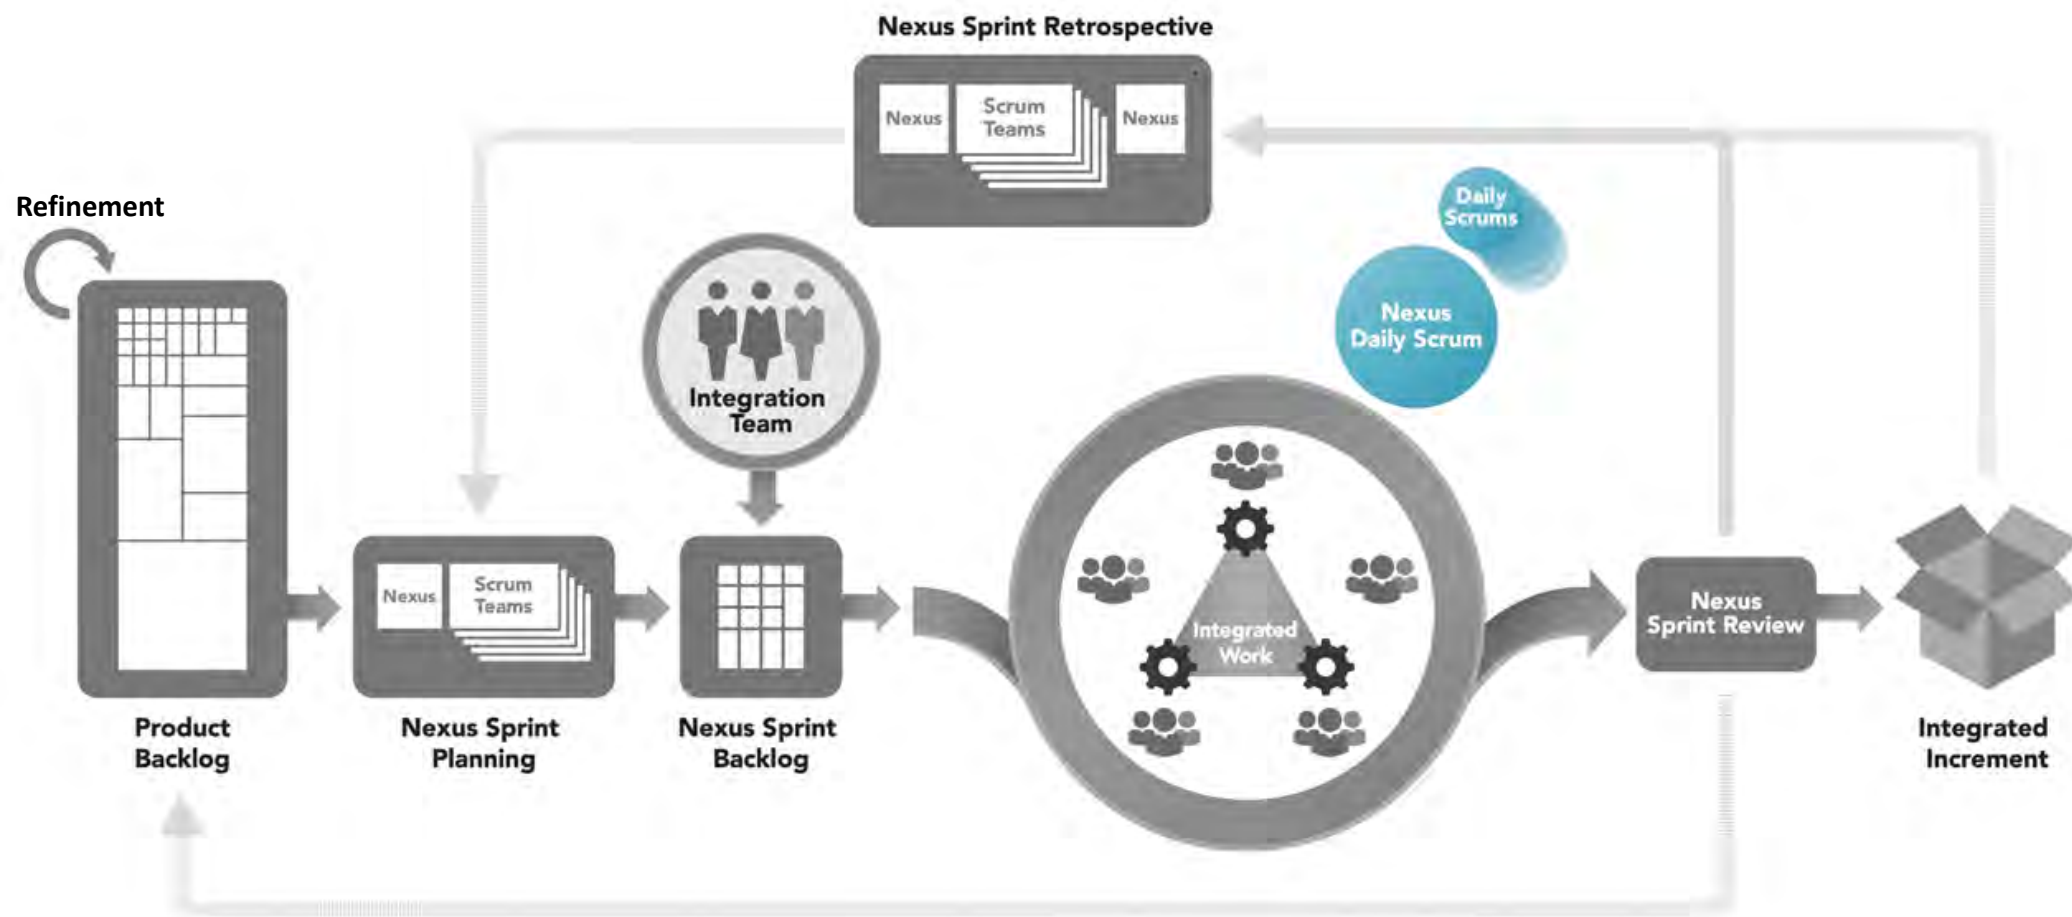 Nexus Sprint Retrospective
Nexus
Scrum
Teams
Nexus
Daily
Scrums
Refinement
Nexus
Daily Scrum
Integration
Team
Nexus
Scrum
Teams
Integrated
Work
Nexus
Sprint Review
Product
Backlog
Nexus Sprint
Planning
Nexus Sprint
Backlog
Integrated
Increment